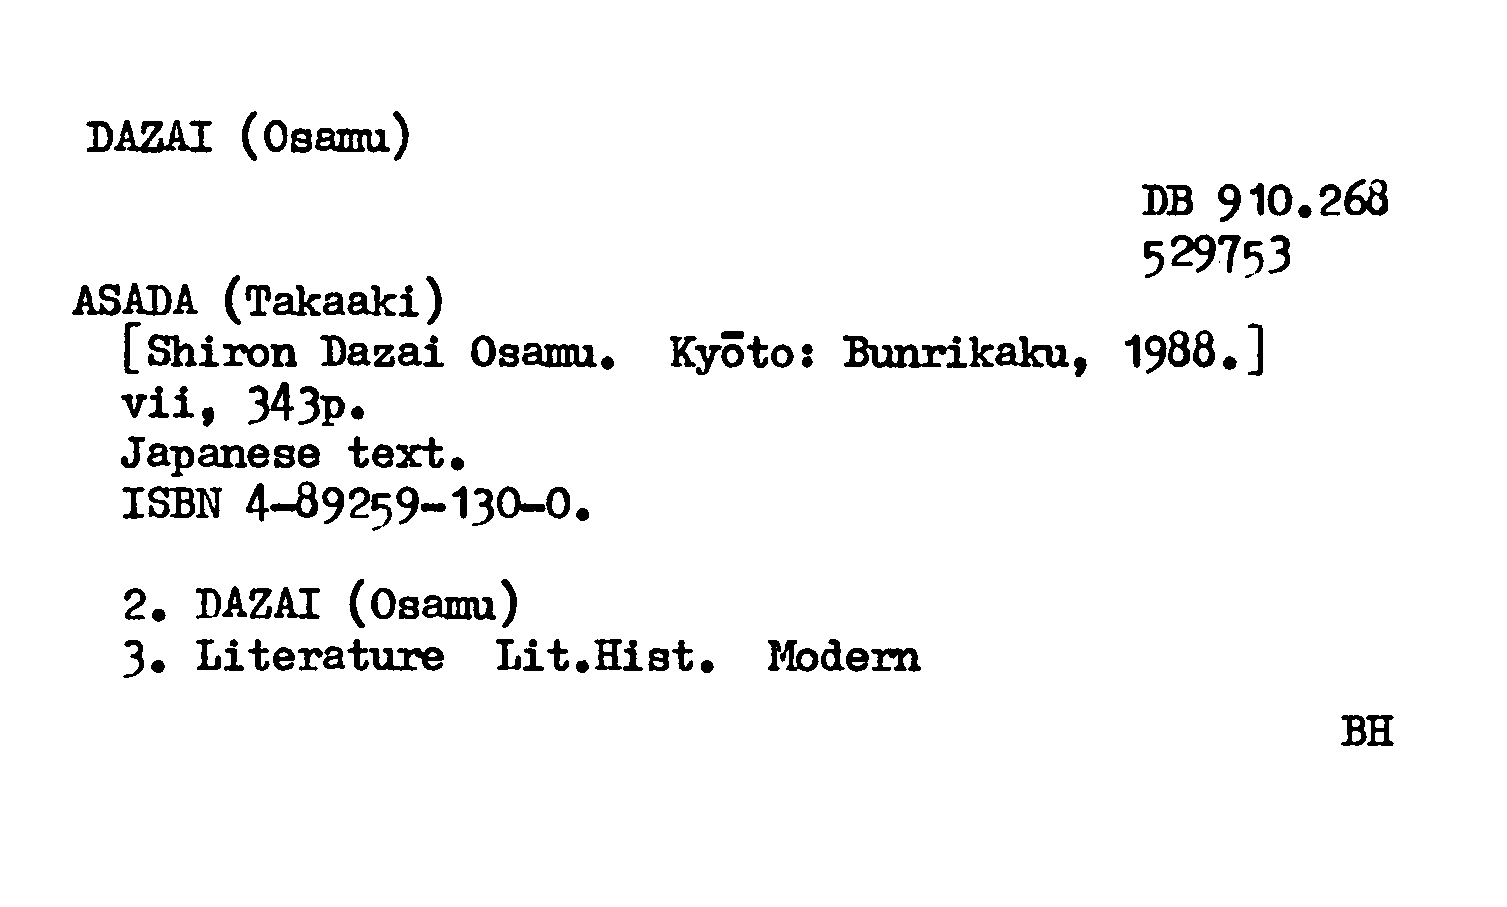 DAZAI (Osamu)
DB 910.268
529753
ASADA (Takaaki)
[Shiron Dazai Osamu. Kyōto: Bunrikaku, 1988.]
vii, 343p.
Japanese text.
ISBN 4-89259-130-0.
2. DAZAI (Osamu)
3. Literature Lit.Hist. Modern
BH